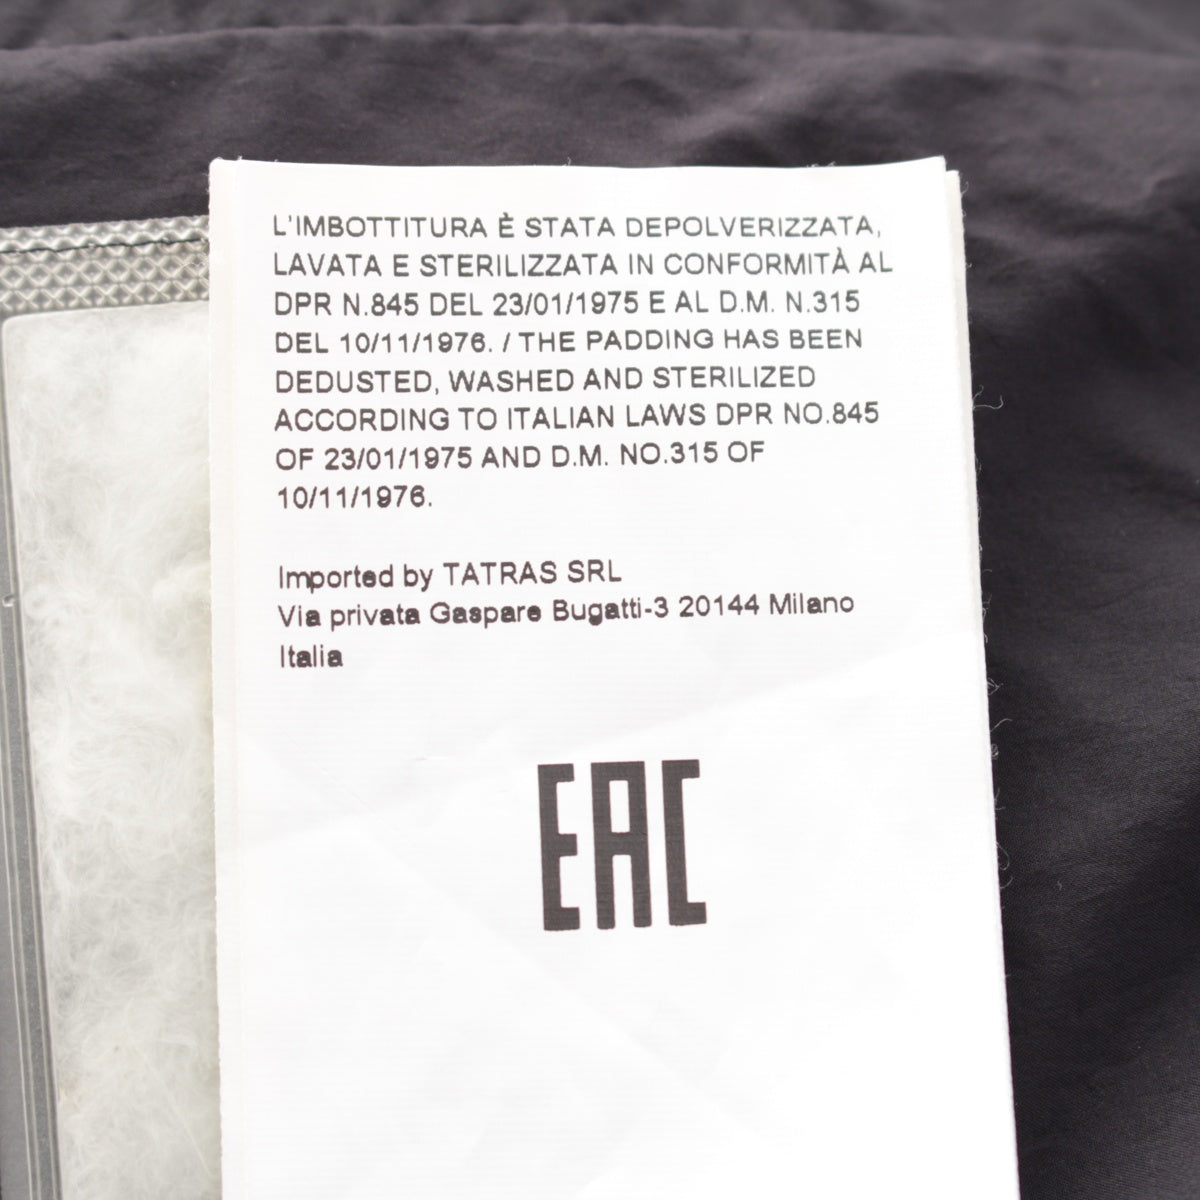 L'IMBOTTITURA È STATA DEPOLVERIZZATA,
LAVATA E STERILIZZATA IN CONFORMITÀ AL
DPR N.845 DEL 23/01/1975 E AL D.M. N.315
DEL 10/11/1976. / THE PADDING HAS BEEN
DEDUSTED, WASHED AND STERILIZED
ACCORDING TO ITALIAN LAWS DPR NO.845
OF 23/01/1975 AND D.M. NO.315 OF
10/11/1976.
Imported by TATRAS SRL
Via privata Gaspare Bugatti-3 20144 Milano
Italia
EAC